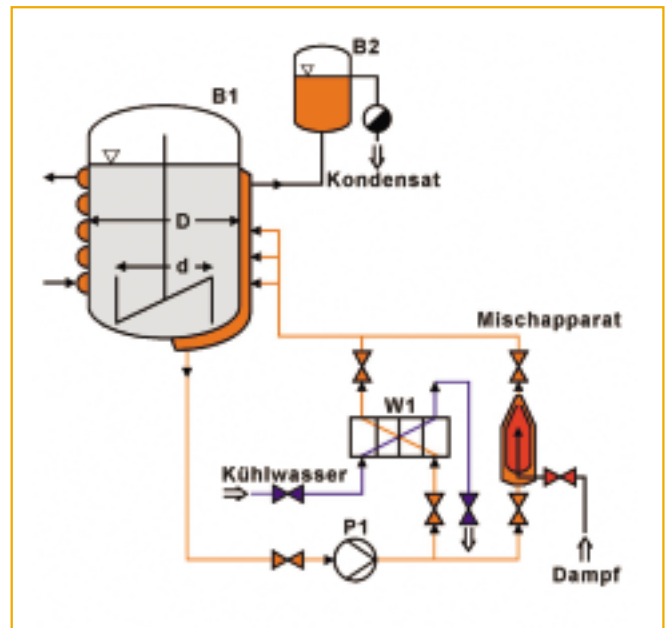 B2
B1
Kondensat
D
d
Mischapparat
W1
Kühlwasser
P1
Dampf